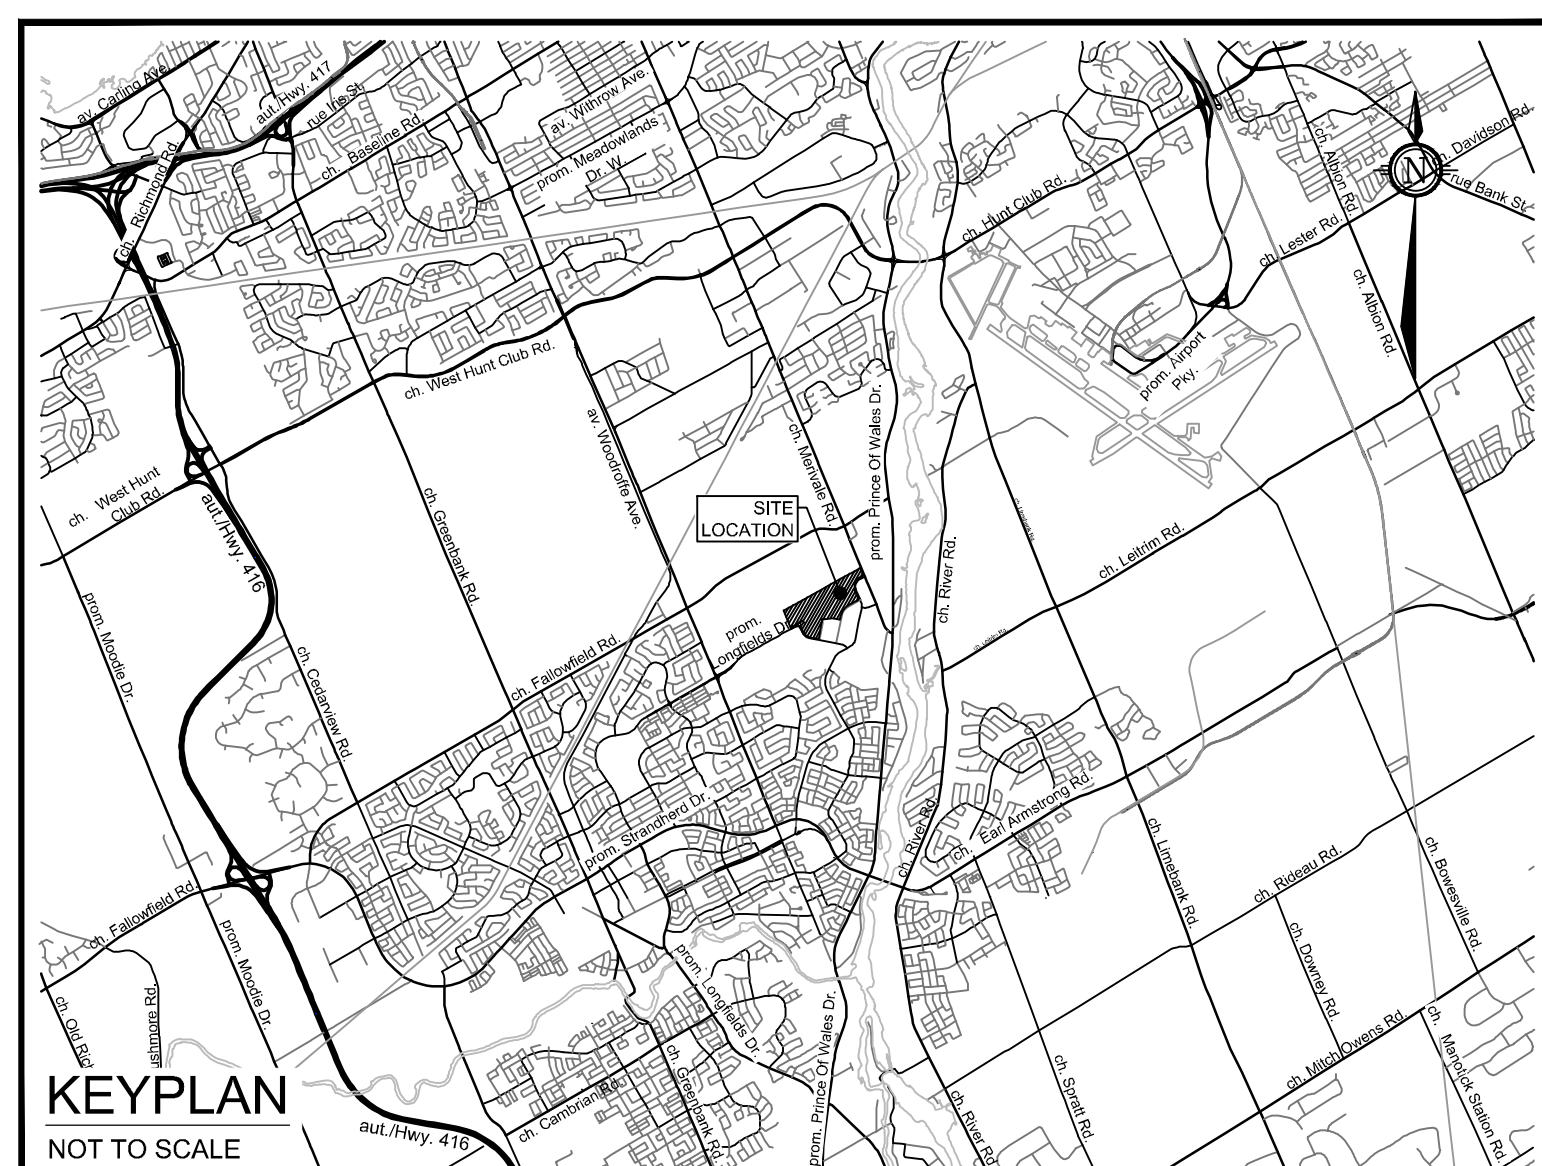 av. Carling Ave.
aut./Hwy. 417
rue Iris St.
ch. Baseline Rd.
av. Withrow Ave.
prom. Meadowlands
Dr. W.
ch. Richmond Rd.
ch. Hunt Club Rd.
ch. Albion Rd.
ch. Lester Rd.
N
Davidson Rd.
rue Bank St.
ch. Albion Rd.
prom. Airport
Pky.
ch. West Hunt Club Rd.
av. Woodroffe Ave.
prom. Prince Of Wales Dr.
ch. Merivale Rd.
ch. West Hunt
Club Rd.
aut./Hwy. 416
ch. Greenbank Rd.
SITE
LOCATION
ch. River Rd.
ch. Leitrim Rd.
prom. Moodie Dr.
ch. Cedarview Rd.
ch. Fallowfield Rd.
prom.
Longfields Dr.
prom. Strandherd Dr.
ch. River Rd.
ch. Earl Armstrong Rd.
ch. Limebank Rd.
ch. Rideau Rd.
ch. Bowesville Rd.
ch. Fallowfield Rd.
prom. Moodie Dr.
ch. Downey Rd.
prom. Longfields Dr.
prom. Prince Of Wales Dr.
ch. Old Rich
ushmore Rd.
ch. Greenbank Rd.
ch. Cambrian Rd.
ch. River Rd.
ch. Spratt Rd.
ch. Mitch Owens Rd.
ch. Manotick Station Rd.
aut./Hwy. 416
KEYPLAN
NOT TO SCALE